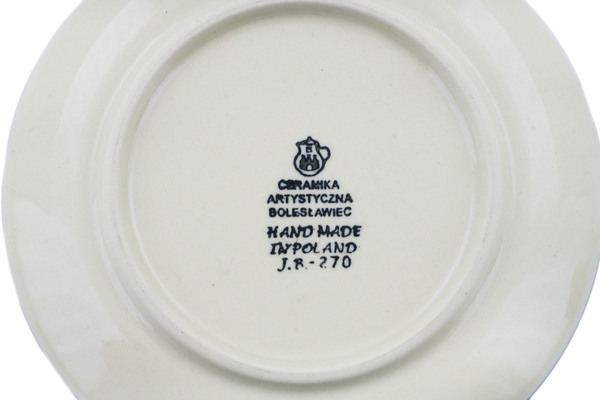 B
CERAMIKA
ARTYSTYCZNA
BOLESŁAWIEC
HAND MADE
IN POLAND
J.B.-270